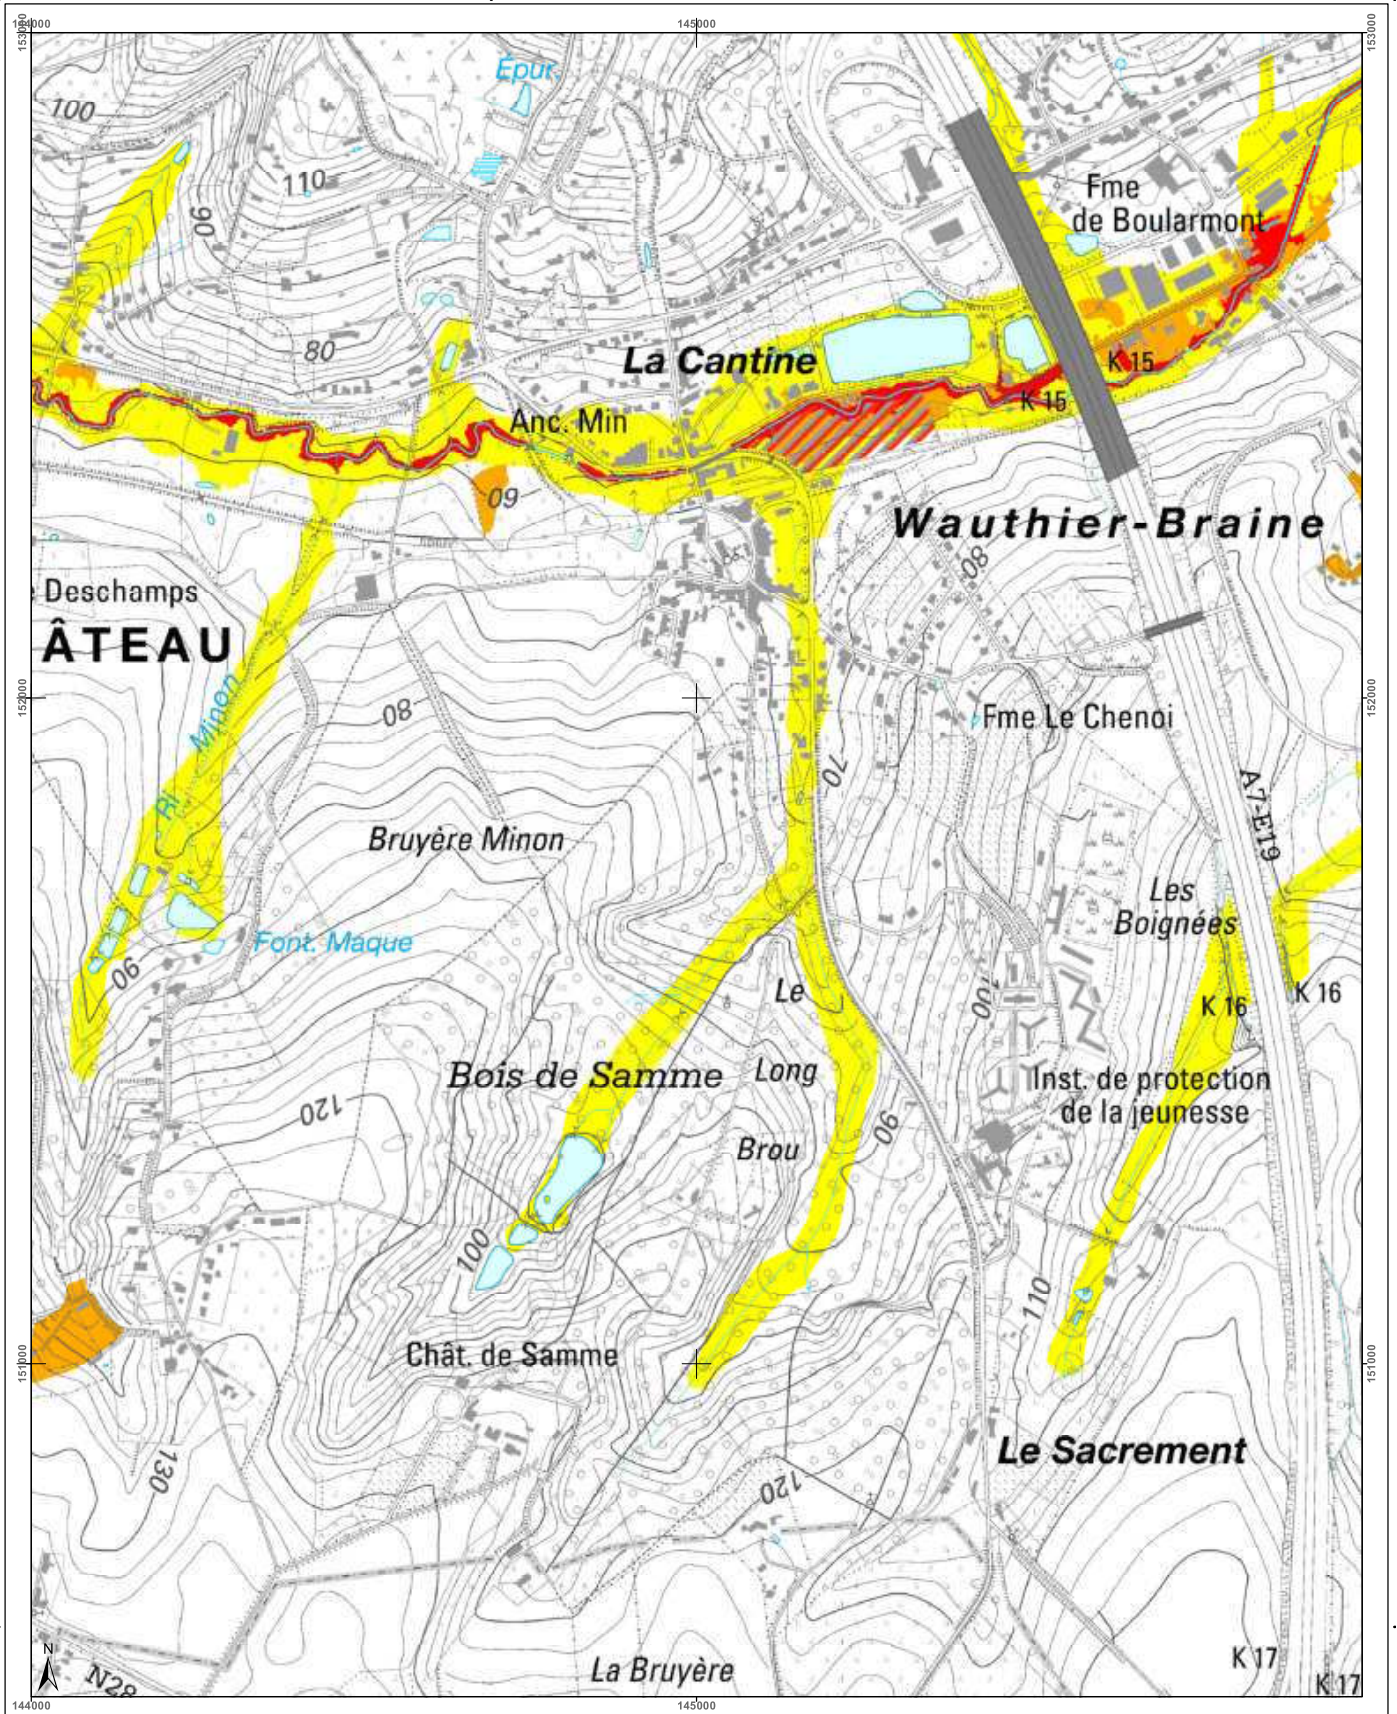 144000
145000
153000
153000
Épur.
100
110
90
Fme
de Boularmont
80
La Cantine
K 15
K 15
Anc. Min
60
Wauthier-Braine
80
Deschamps
ÂTEAU
152000
152000
Ri Minon
80
Fme Le Chenoi
70
A7-E19
Bruyère Minon
Les
Boignées
Font. Maque
90
Le
100
K 16
K 16
Bois de Samme
Long
Inst. de protection
de la jeunesse
120
Brou
90
100
110
Chât. de Samme
151000
151000
Le Sacrement
130
120
La Bruyère
K 17
K 17
N
N28
144000
145000